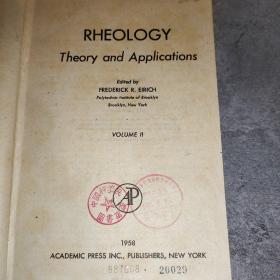 RHEOLOGY
Theory and Applications
Edited by
FREDERICK R. EIRICH
Polytechnic Institute of Brooklyn
Brooklyn, New York
VOLUME II
AP
1958
ACADEMIC PRESS INC., PUBLISHERS, NEW YORK
20029